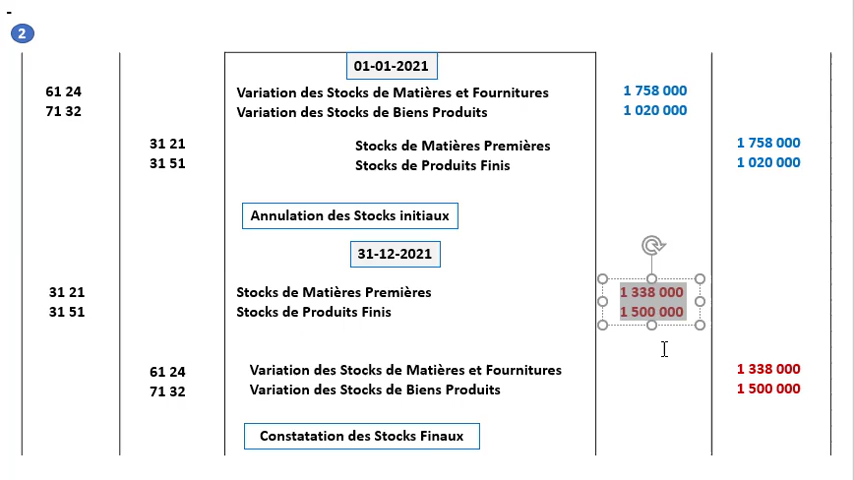 -
2
01-01-2021
61 24 Variation des Stocks de Matières et Fournitures 1 758 000
71 32 Variation des Stocks de Biens Produits 1 020 000
31 21 Stocks de Matières Premières 1 758 000
31 51 Stocks de Produits Finis 1 020 000
Annulation des Stocks initiaux
31-12-2021
31 21 Stocks de Matières Premières 1 338 000
31 51 Stocks de Produits Finis 1 500 000
61 24 Variation des Stocks de Matières et Fournitures 1 338 000
71 32 Variation des Stocks de Biens Produits 1 500 000
Constatation des Stocks Finaux